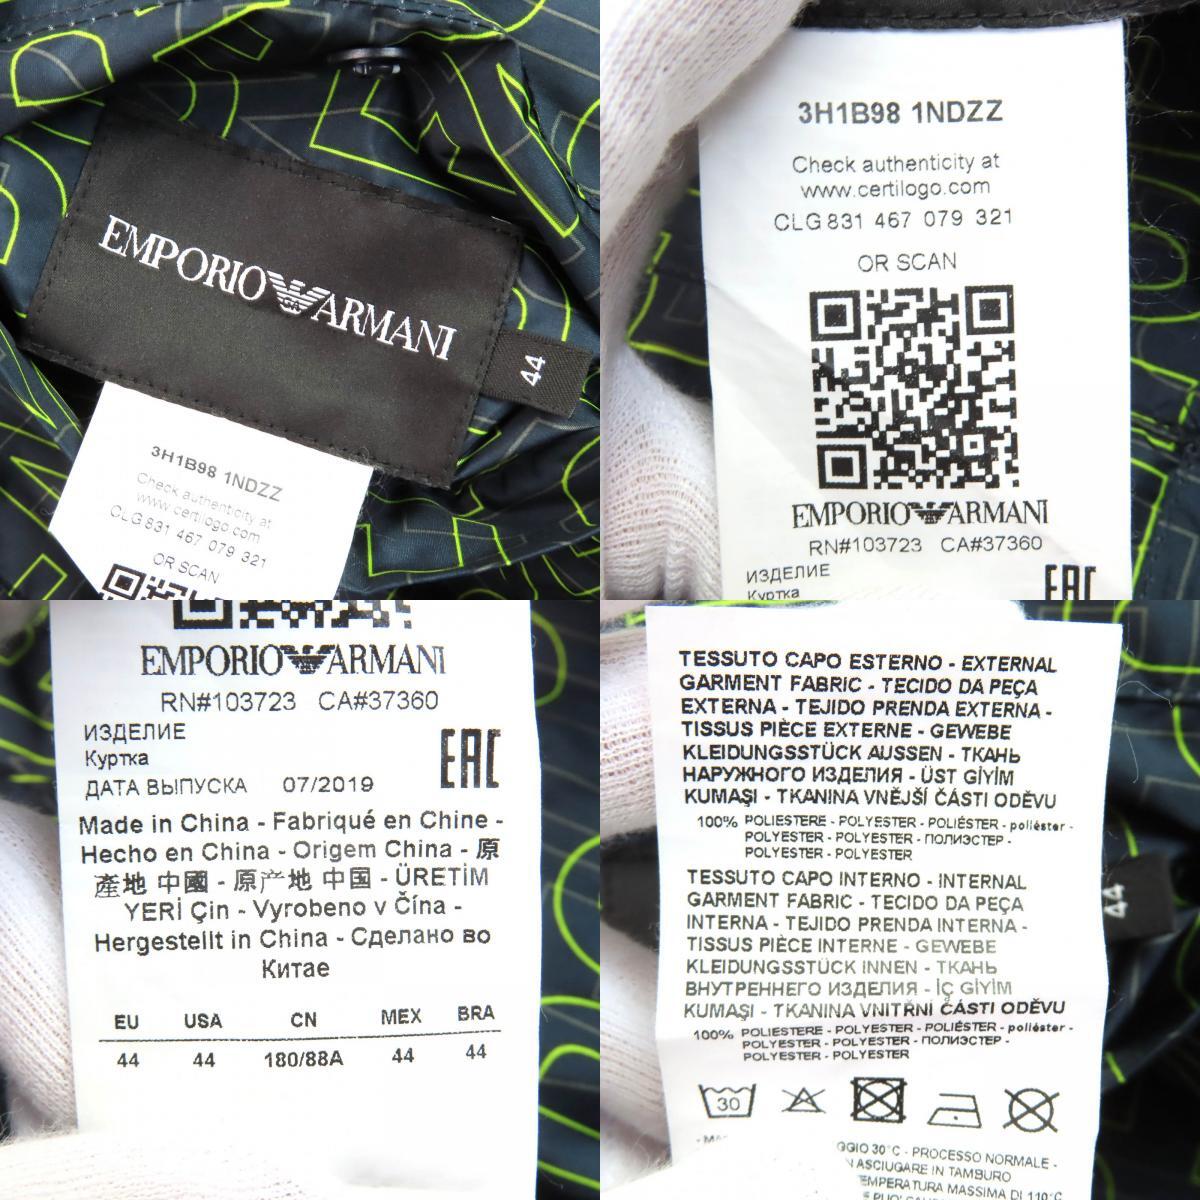 EMPORIO ARMANI
44
3H1B98 1NDZZ
Check authenticity at
www.certilogo.com
CLG 831 467 079 321
OR SCAN
3H1B98 1NDZZ
Check authenticity at
www.certilogo.com
CLG 831 467 079 321
OR SCAN
EMPORIO ARMANI
RN#103723 CA#37360
ИЗДЕЛИЕ
Куртка
EAC
EMPORIO ARMANI
RN#103723 CA#37360
ИЗДЕЛИЕ
Куртка
EAC
ДАТА ВЫПУСКА 07/2019
Made in China - Fabriqué en Chine -
Hecho en China - Origem China - 原
產地 中國 - 原产地 中国 - ÜRETİM
YERİ Çin - Vyrobeno v Čína -
Hergestellt in China - Сделано во
Китае
EU USA CN MEX BRA
44 44 180/88A 44 44
TESSUTO CAPO ESTERNO - EXTERNAL
GARMENT FABRIC - TECIDO DA PEÇA
EXTERNA - TEJIDO PRENDA EXTERNA -
TISSUS PIÈCE EXTERNE - GEWEBE
KLEIDUNGSSTÜCK AUSSEN - ТКАНЬ
НАРУЖНОГО ИЗДЕЛИЯ - ÜST GİYİM
KUMAŞI - TKANINA VNĚJŠÍ ČÁSTI ODĚVU
100% POLIESTERE - POLYESTER - POLIÉSTER - poliéster -
POLYESTER - POLYESTER - ПОЛИЭСТЕР -
POLYESTER - POLYESTER
TESSUTO CAPO INTERNO - INTERNAL
GARMENT FABRIC - TECIDO DA PEÇA
INTERNA - TEJIDO PRENDA INTERNA -
TISSUS PIÈCE INTERNE - GEWEBE
KLEIDUNGSSTÜCK INNEN - ТКАНЬ
ВНУТРЕННЕГО ИЗДЕЛИЯ - İÇ GİYİM
KUMAŞI - TKANINA VNITŘNÍ ČÁSTI ODĚVU
100% POLIESTERE - POLYESTER - POLIÉSTER - poliéster -
POLYESTER - POLYESTER - ПОЛИЭСТЕР -
POLYESTER - POLYESTER
44
30
30°C - PROCESSO NORMALE -
ASCIUGARE IN TAMBURO
MASSIMA DI 110°C